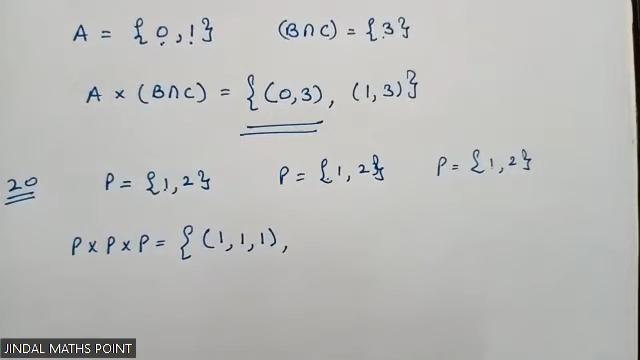 A = {0, 1} (B∩C) = {3}
A × (B∩C) = {(0,3), (1,3)}
20 P = {1,2} P = {1,2} P = {1,2}
P × P × P = { (1,1,1),
JINDAL MATHS POINT